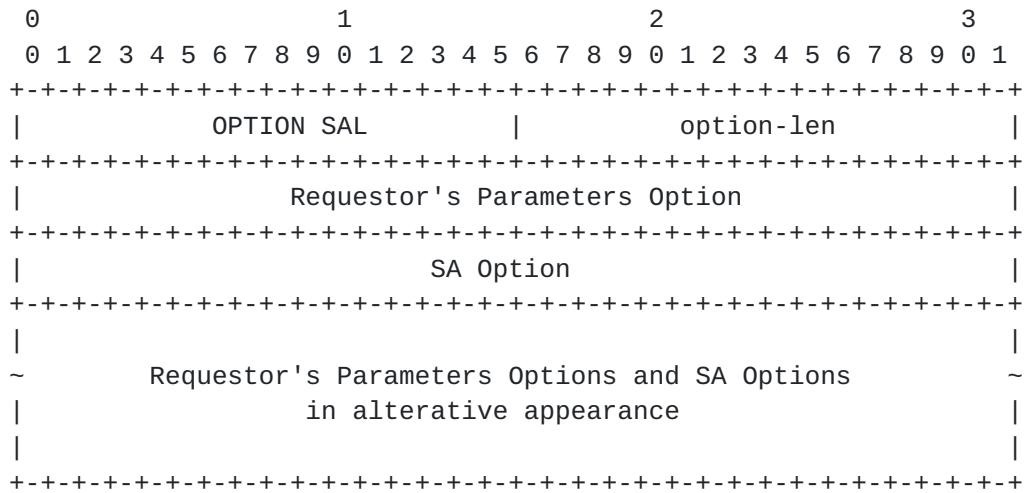 0                   1                   2                   3
 0 1 2 3 4 5 6 7 8 9 0 1 2 3 4 5 6 7 8 9 0 1 2 3 4 5 6 7 8 9 0 1
+-+-+-+-+-+-+-+-+-+-+-+-+-+-+-+-+-+-+-+-+-+-+-+-+-+-+-+-+-+-+-+-+
|            OPTION SAL         |          option-len           |
+-+-+-+-+-+-+-+-+-+-+-+-+-+-+-+-+-+-+-+-+-+-+-+-+-+-+-+-+-+-+-+-+
|                 Requestor's Parameters Option                 |
+-+-+-+-+-+-+-+-+-+-+-+-+-+-+-+-+-+-+-+-+-+-+-+-+-+-+-+-+-+-+-+-+
|                          SA Option                            |
+-+-+-+-+-+-+-+-+-+-+-+-+-+-+-+-+-+-+-+-+-+-+-+-+-+-+-+-+-+-+-+-+
|                                                               |
~        Requestor's Parameters Options and SA Options          ~
|                  in alterative appearance                     |
|                                                               |
+-+-+-+-+-+-+-+-+-+-+-+-+-+-+-+-+-+-+-+-+-+-+-+-+-+-+-+-+-+-+-+-+